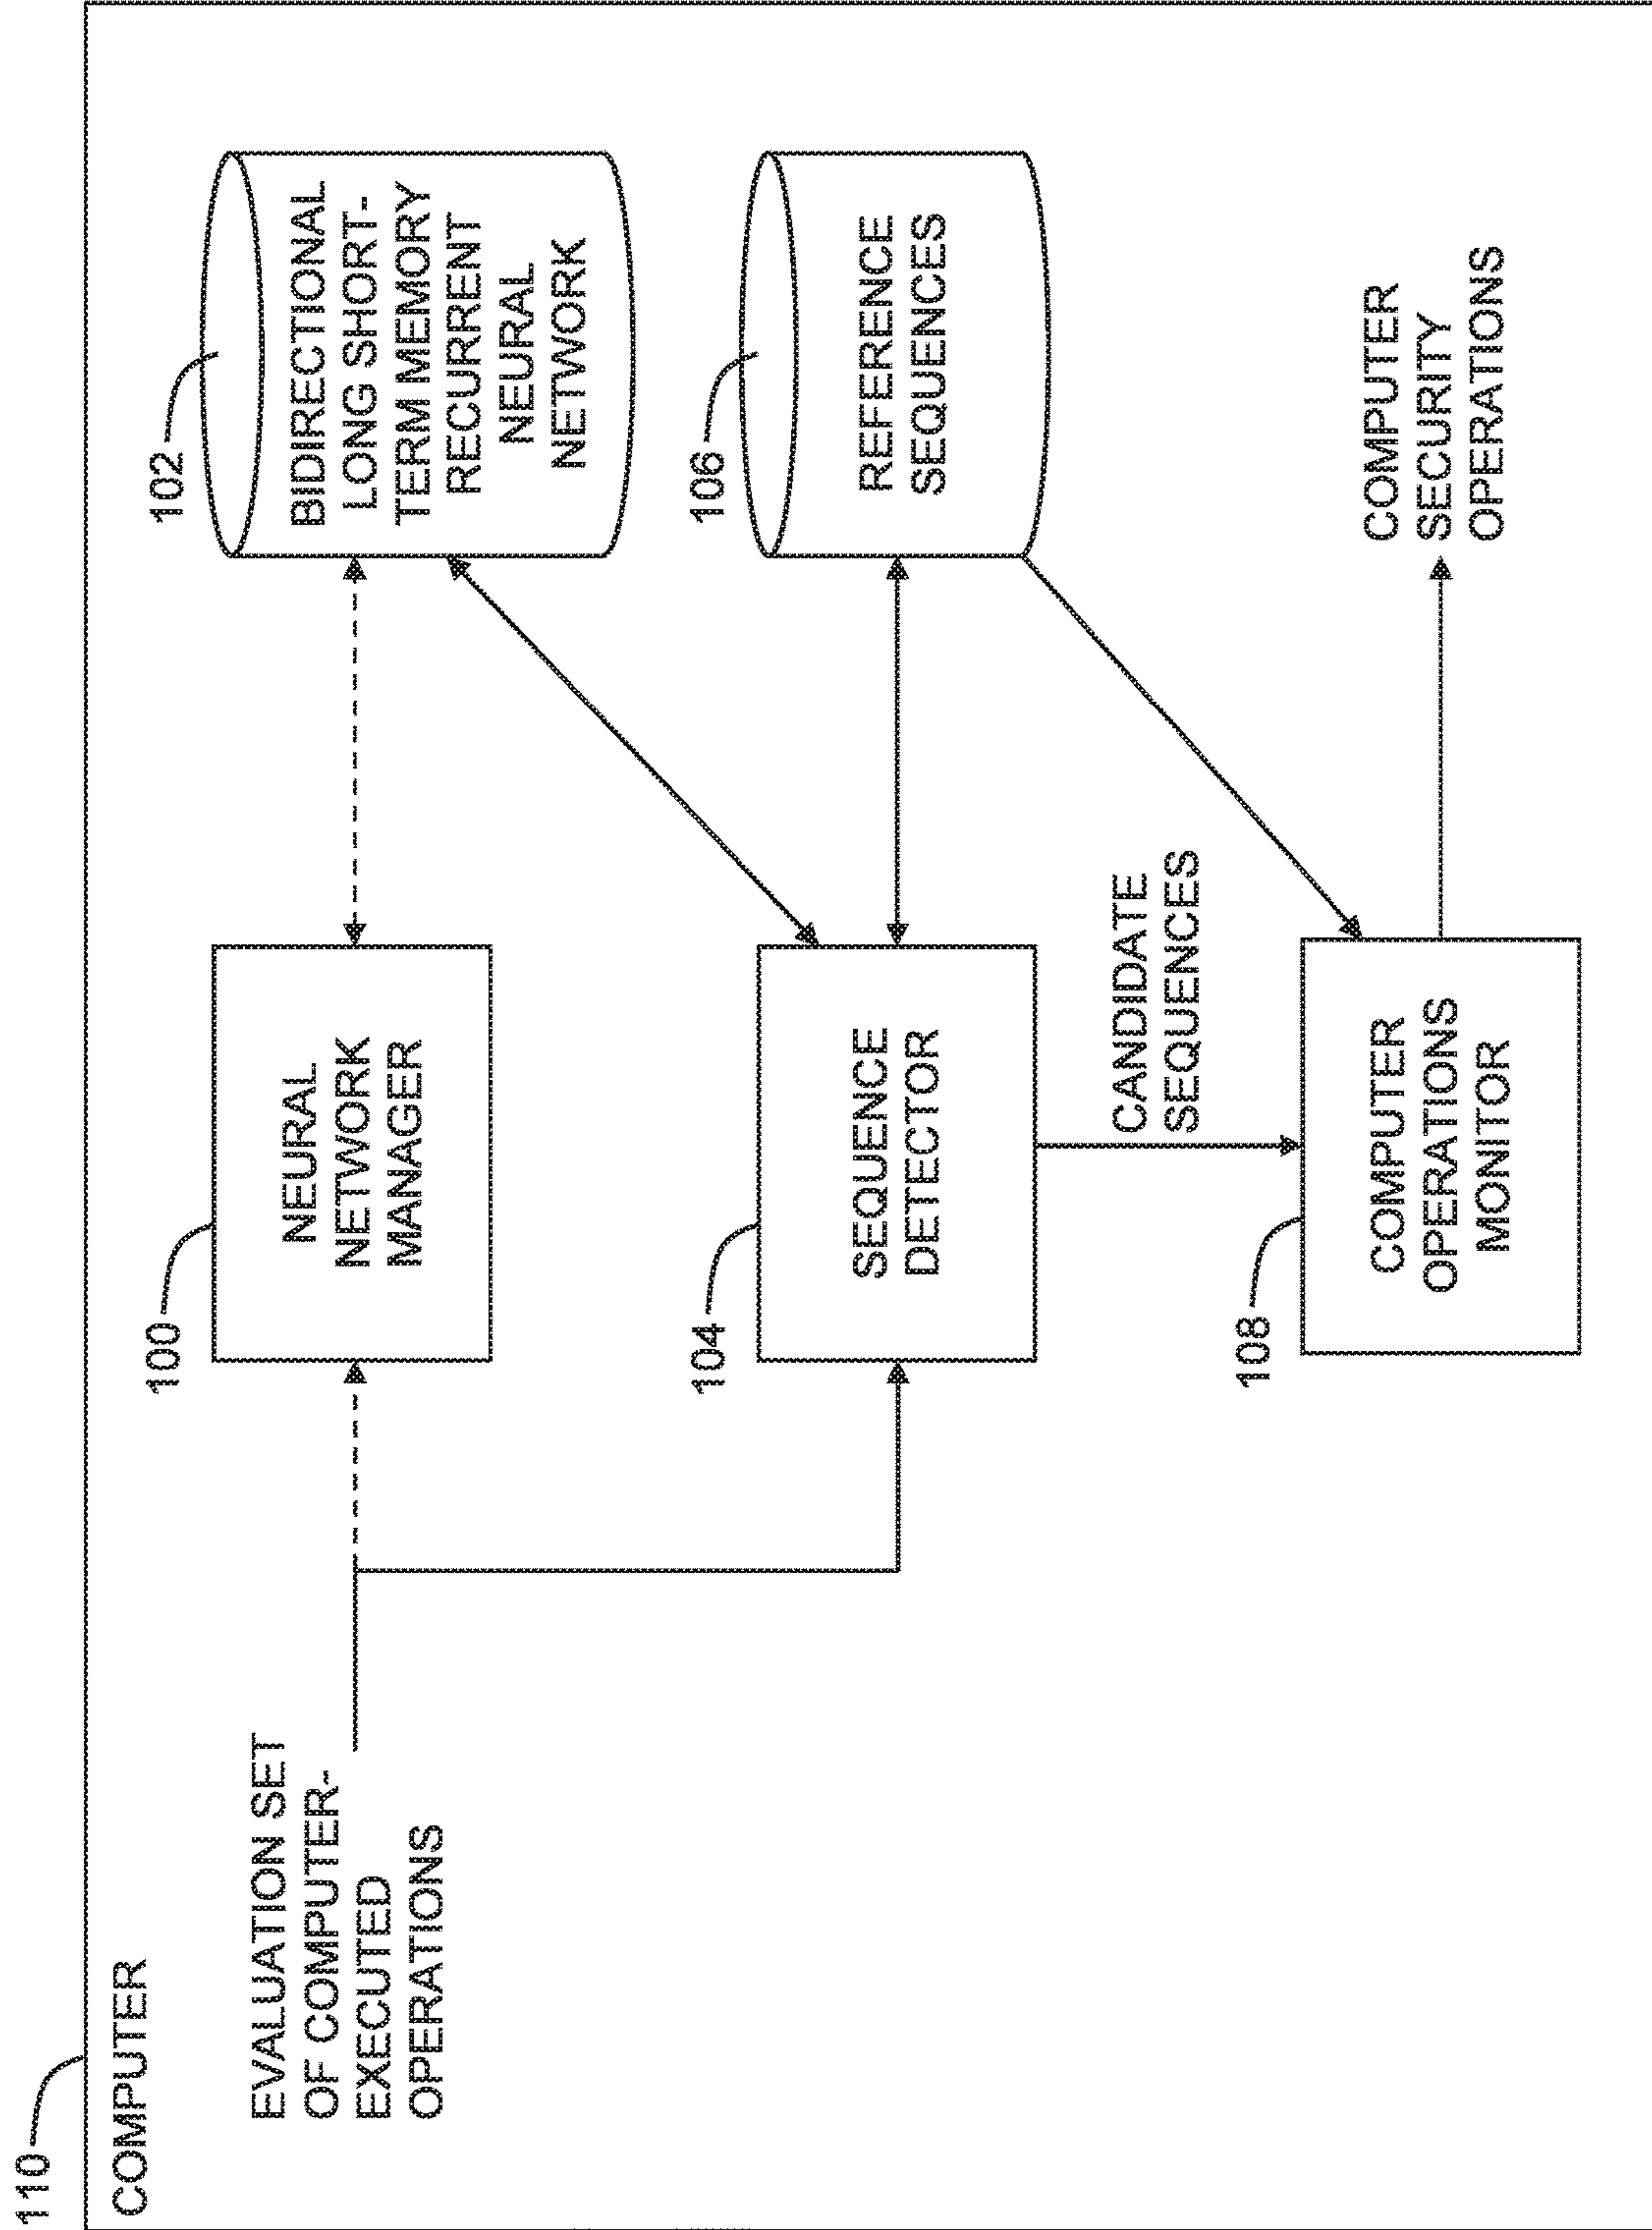 110
COMPUTER
EVALUATION SET
OF COMPUTER-
EXECUTED
OPERATIONS
100
NEURAL
NETWORK
MANAGER
102
BIDIRECTIONAL
LONG SHORT-
TERM MEMORY
RECURRENT
NEURAL
NETWORK
104
SEQUENCE
DETECTOR
106
REFERENCE
SEQUENCES
CANDIDATE
SEQUENCES
108
COMPUTER
OPERATIONS
MONITOR
COMPUTER
SECURITY
OPERATIONS